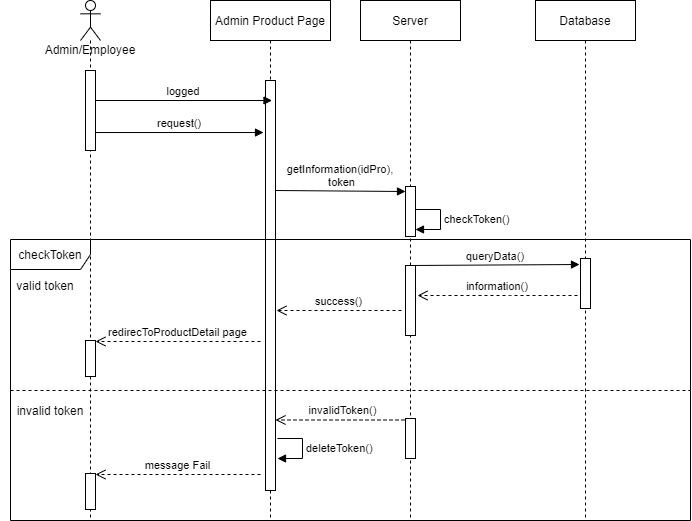 Admin Product Page
Server
Database
Admin/Employee
logged
request()
getInformation(idPro),
token
checkToken()
checkToken
queryData()
valid token
information()
success()
redirecToProductDetail page
invalid token
invalidToken()
deleteToken()
message Fail